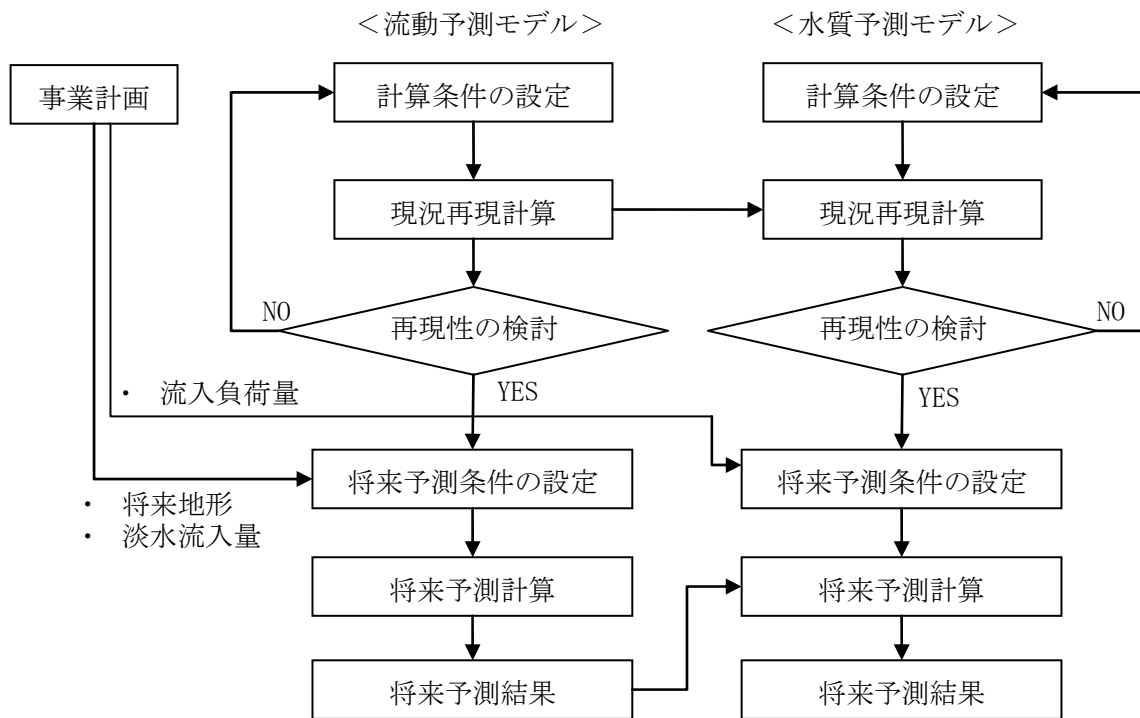 ＜流動予測モデル＞
＜水質予測モデル＞
事業計画
計算条件の設定
計算条件の設定
現況再現計算
現況再現計算
再現性の検討
NO
再現性の検討
NO
・ 流入負荷量
YES
YES
将来予測条件の設定
将来予測条件の設定
・ 将来地形
・ 淡水流入量
将来予測計算
将来予測計算
将来予測結果
将来予測結果